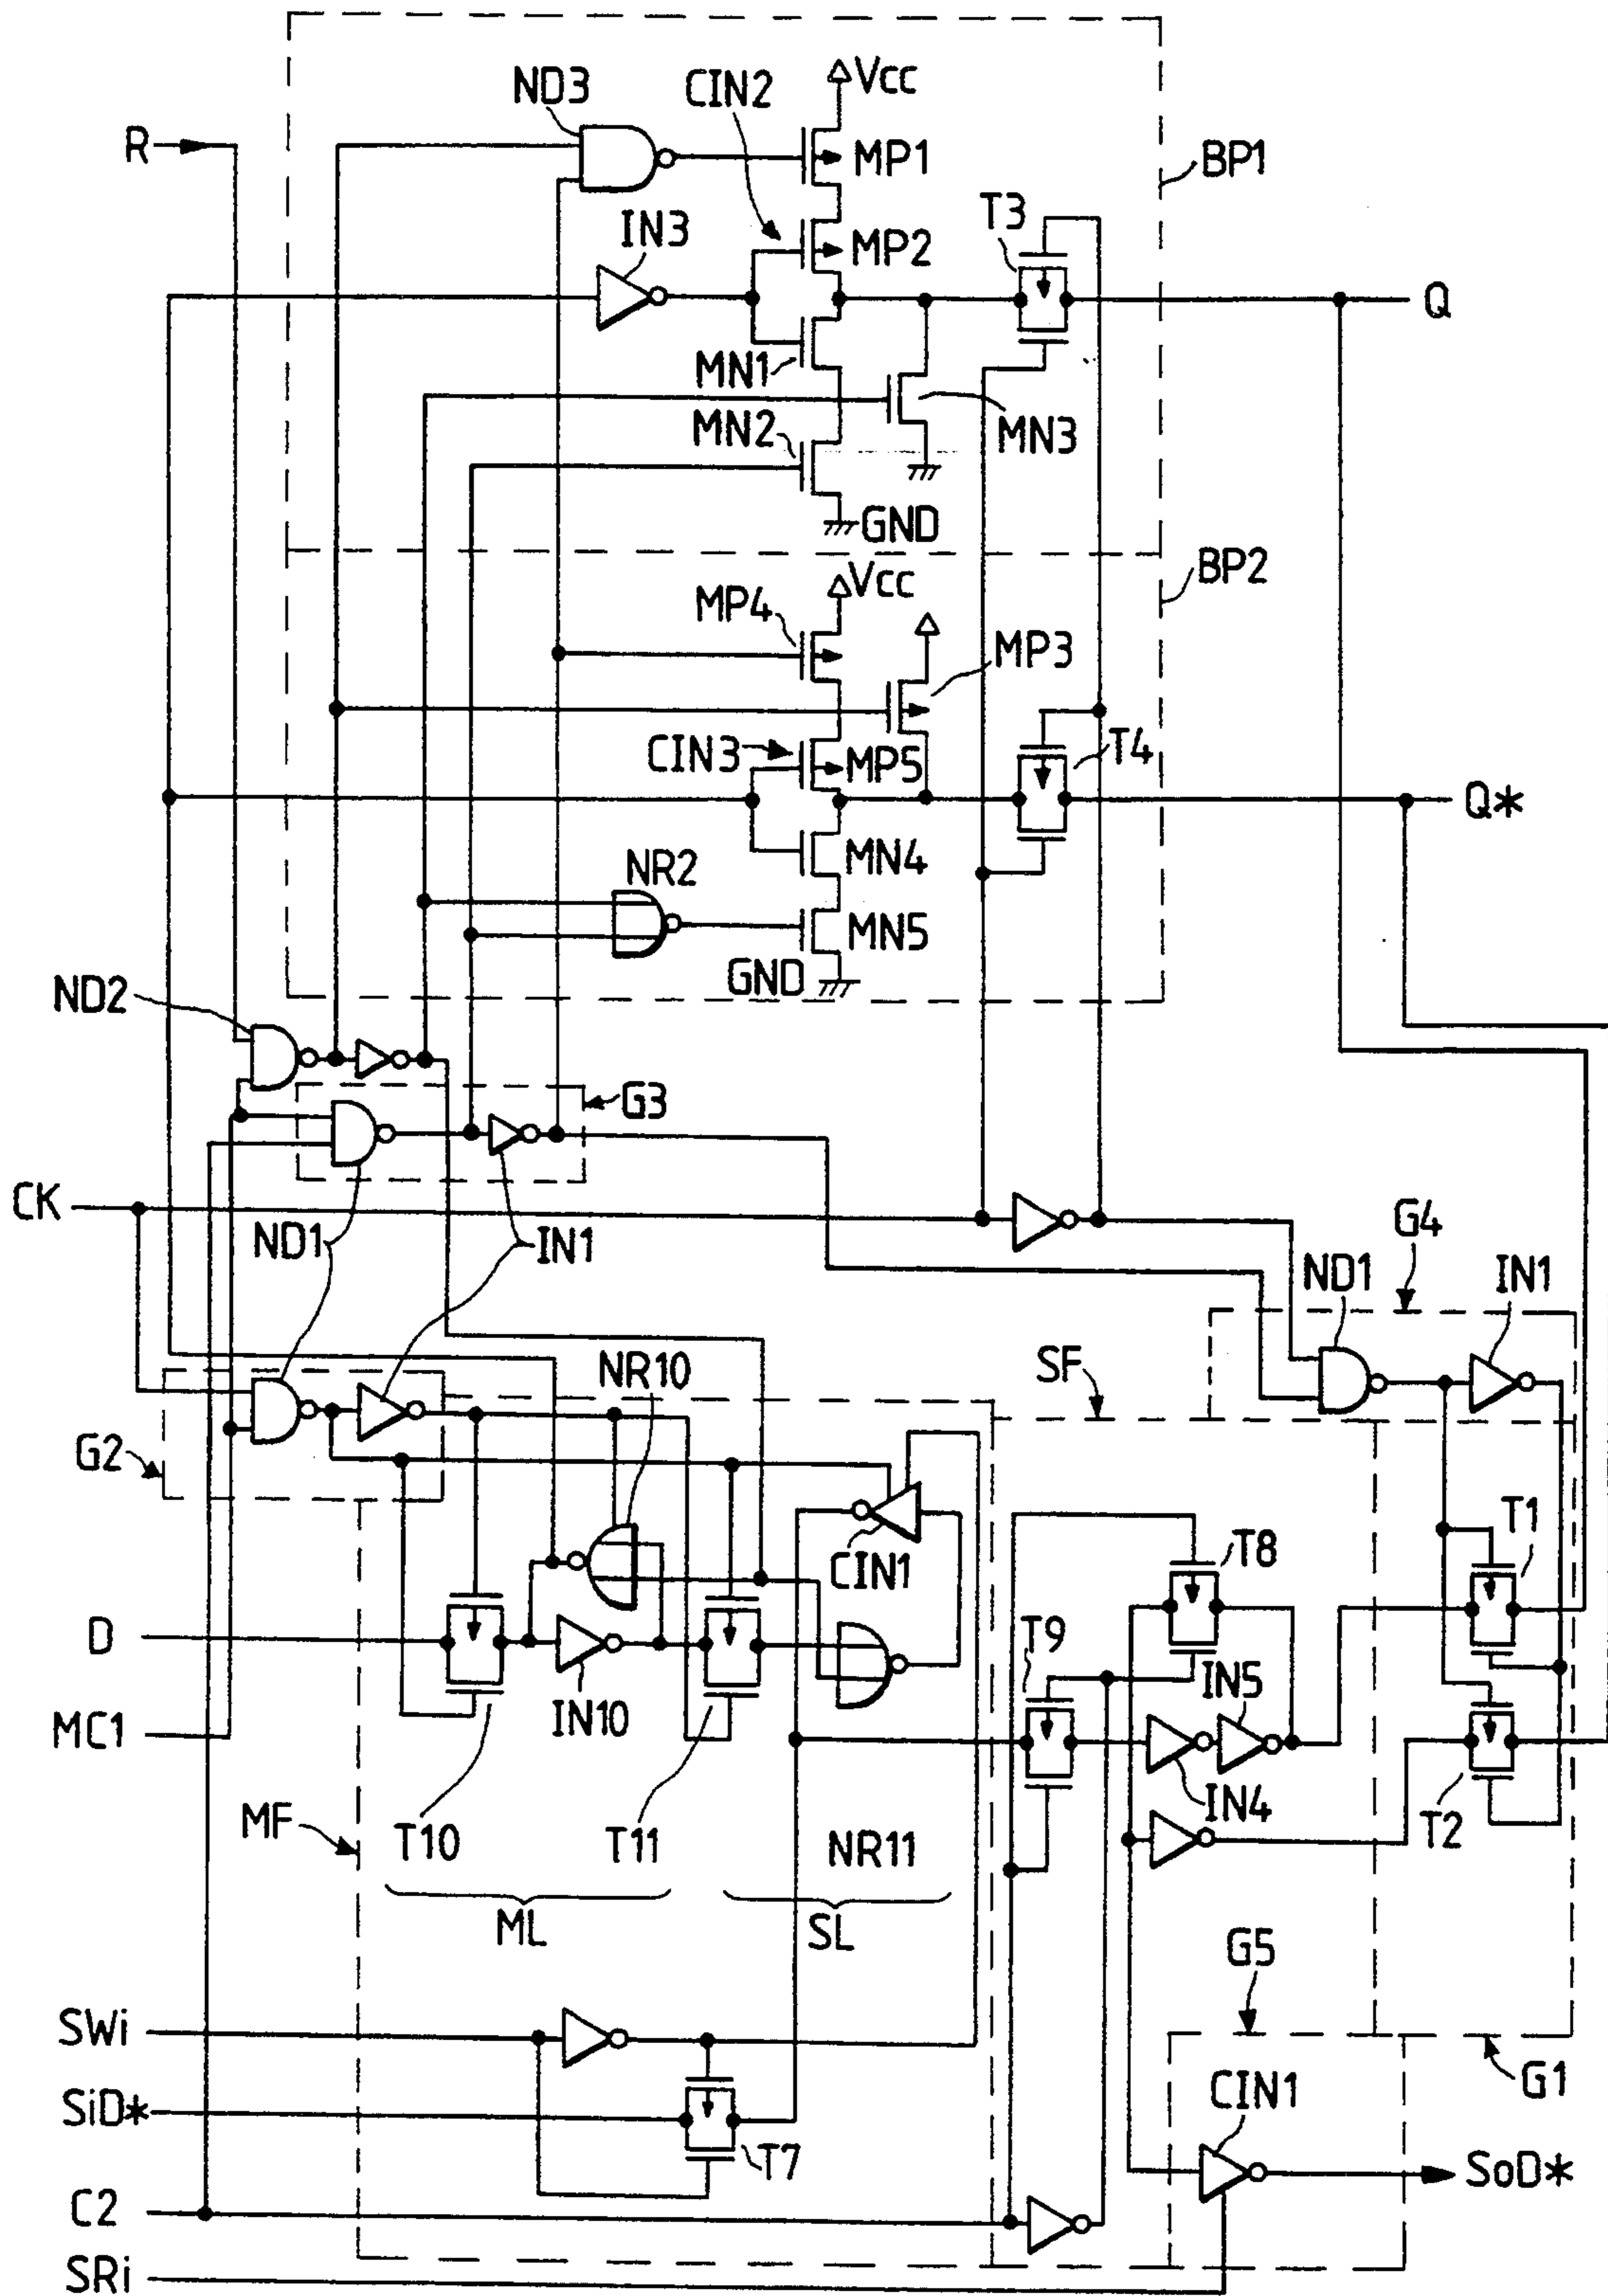 ND3
CIN2
Vcc
R
MP1
BP1
IN3
T3
MP2
Q
MN1
MN2
MN3
GND
BP2
Vcc
MP4
MP3
CIN3
MP5
T4
Q*
MN4
NR2
MN5
GND
ND2
G3
CK
ND1
IN1
G4
ND1
IN1
NR10
SF
G2
CIN1
T8
T1
D
T9
IN10
IN5
MC1
IN4
T2
MF
T10
T11
NR11
ML
SL
G5
SWi
G1
CIN1
SiD*
T7
SoD*
C2
SRi